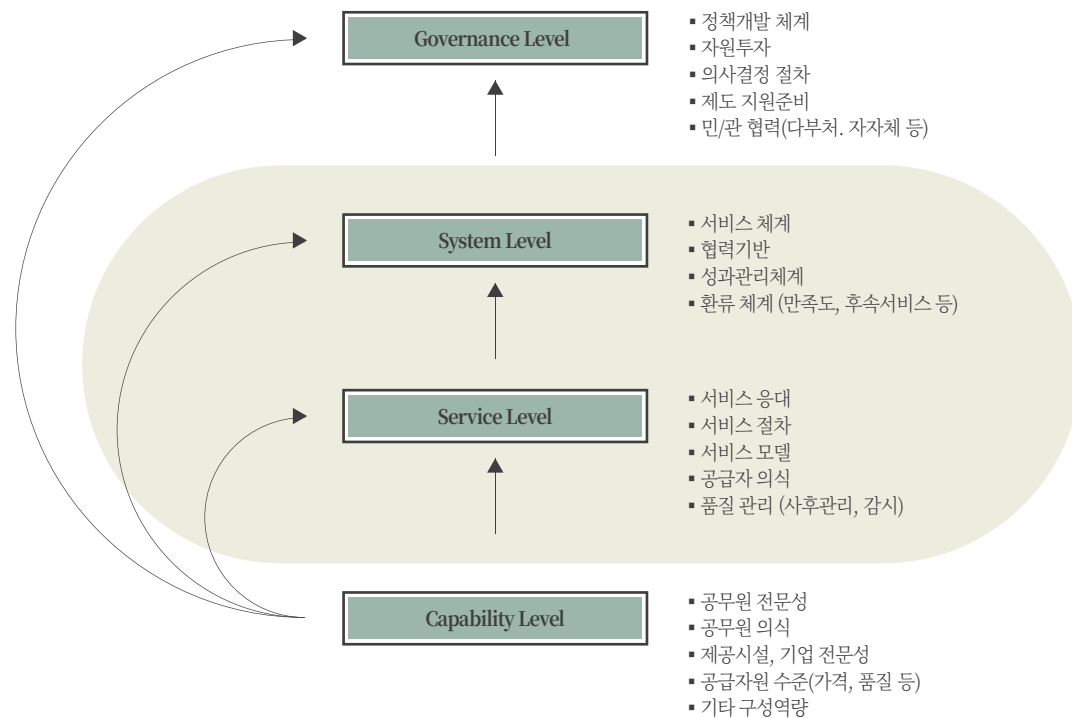 Governance Level
▪ 정책개발 체계
▪ 자원투자
▪ 의사결정 절차
▪ 제도 지원준비
▪ 민/관 협력(다부처. 자자체 등)
System Level
▪ 서비스 체계
▪ 협력기반
▪ 성과관리체계
▪ 환류 체계 (만족도, 후속서비스 등)
Service Level
▪ 서비스 응대
▪ 서비스 절차
▪ 서비스 모델
▪ 공급자 의식
▪ 품질 관리 (사후관리, 감시)
Capability Level
▪ 공무원 전문성
▪ 공무원 의식
▪ 제공시설, 기업 전문성
▪ 공급자원 수준(가격, 품질 등)
▪ 기타 구성역량